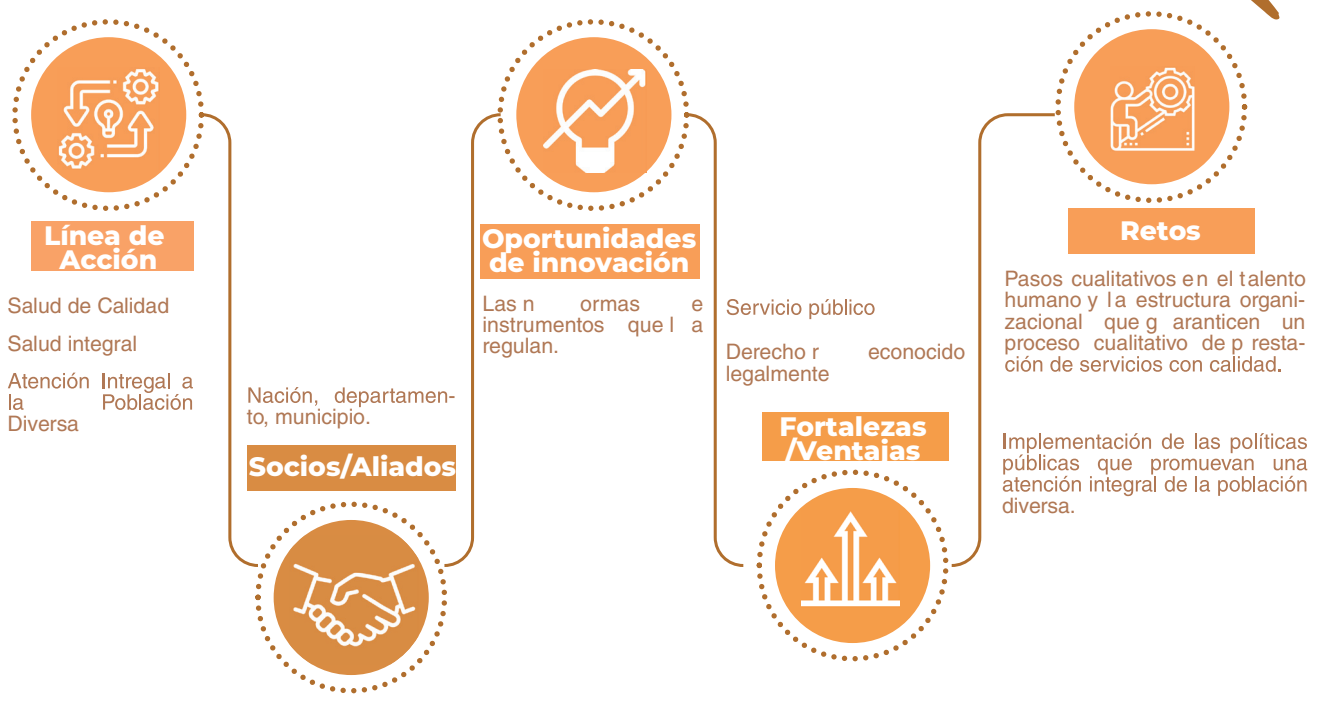 Línea de
Acción
Salud de Calidad
Salud integral
Atención Intregal a
la Población
Diversa
Nación, departamen-
to, municipio.
Socios/Aliados
Oportunidades
de innovación
Las n ormas e
instrumentos que l a
regulan.
Servicio público
Derecho r econocido
legalmente
Fortalezas
/Ventajas
Retos
Pasos cualitativos en el talento
humano y la estructura organi-
zacional que g aranticen un
proceso cualitativo de p resta-
ción de servicios con calidad.
Implementación de las políticas
públicas que promuevan una
atención integral de la población
diversa.